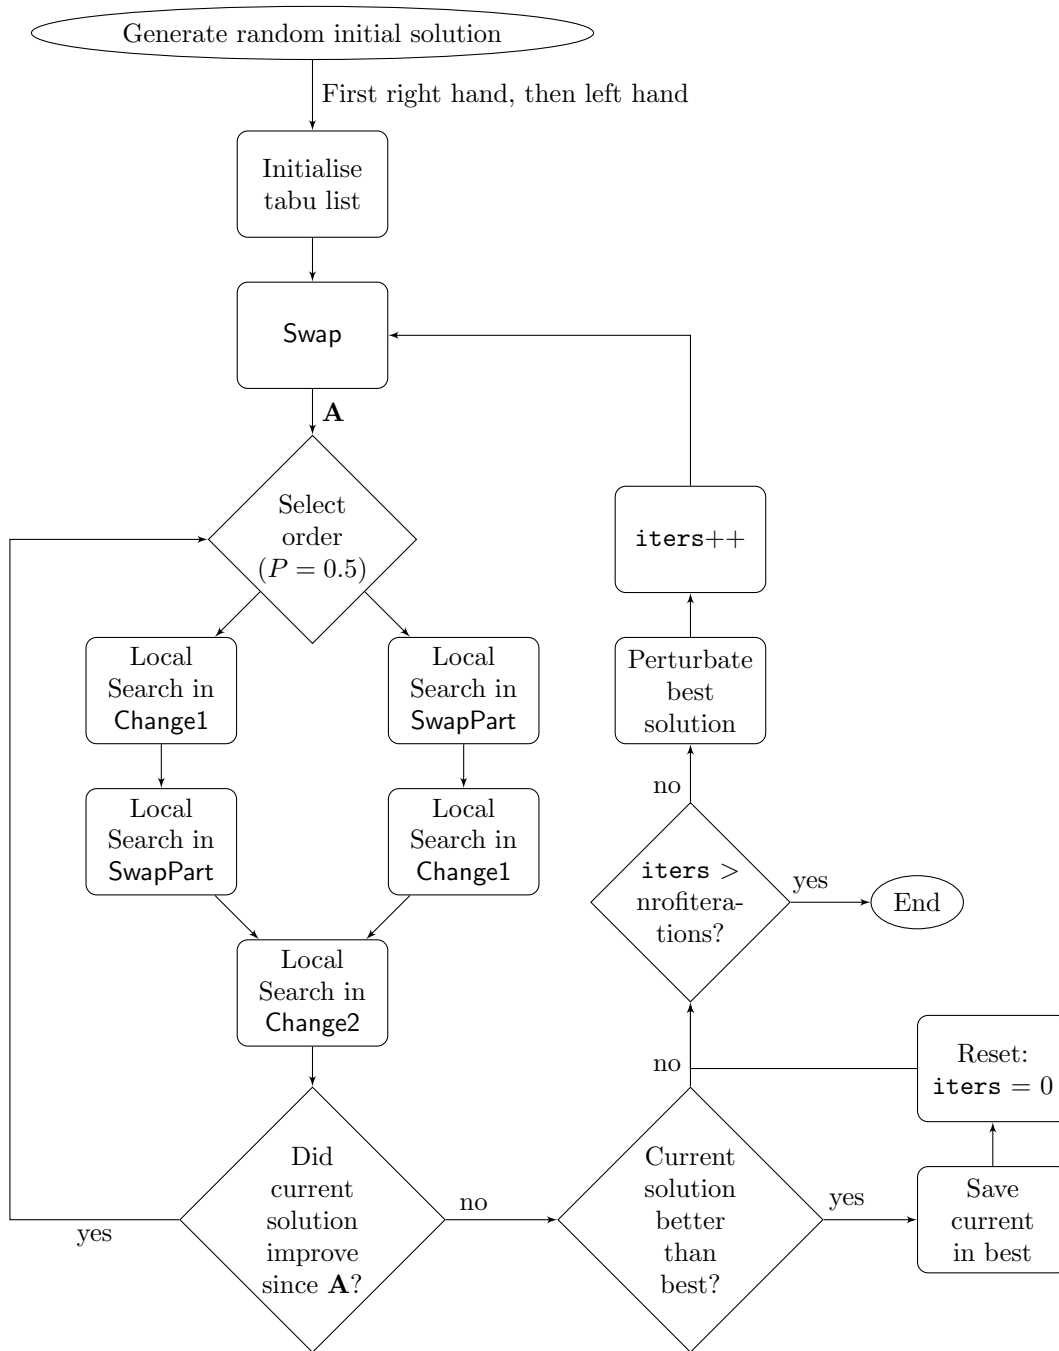 Generate random initial solution
First right hand, then left hand
Initialise
tabu list
Swap
A
Select
order
(P = 0.5)
Local
Search in
Change1
Local
Search in
SwapPart
Local
Search in
SwapPart
Local
Search in
Change1
Local
Search in
Change2
Did
current
solution
improve
since A?
yes
no
Current
solution
better
than
best?
yes
Save
current
in best
Reset:
iters = 0
no
iters >
nrofitera-
tions?
yes
End
no
Perturbate
best
solution
iters++